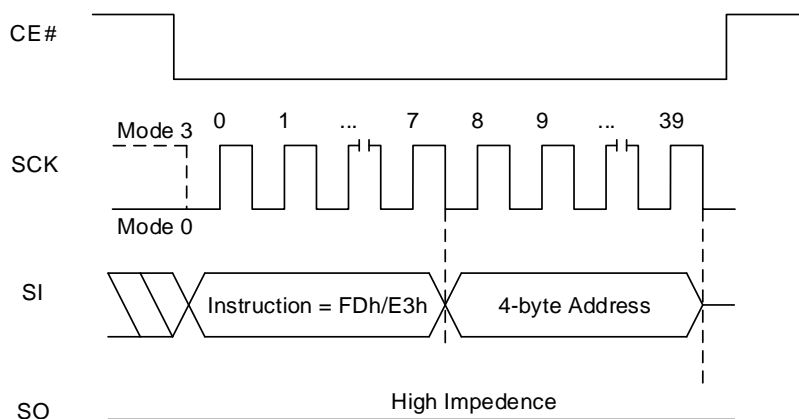 CE#
0 1 ... 7 8 9 ... 39
Mode 3
SCK
Mode 0
SI
Instruction = FDh/E3h
4-byte Address
High Impedence
SO